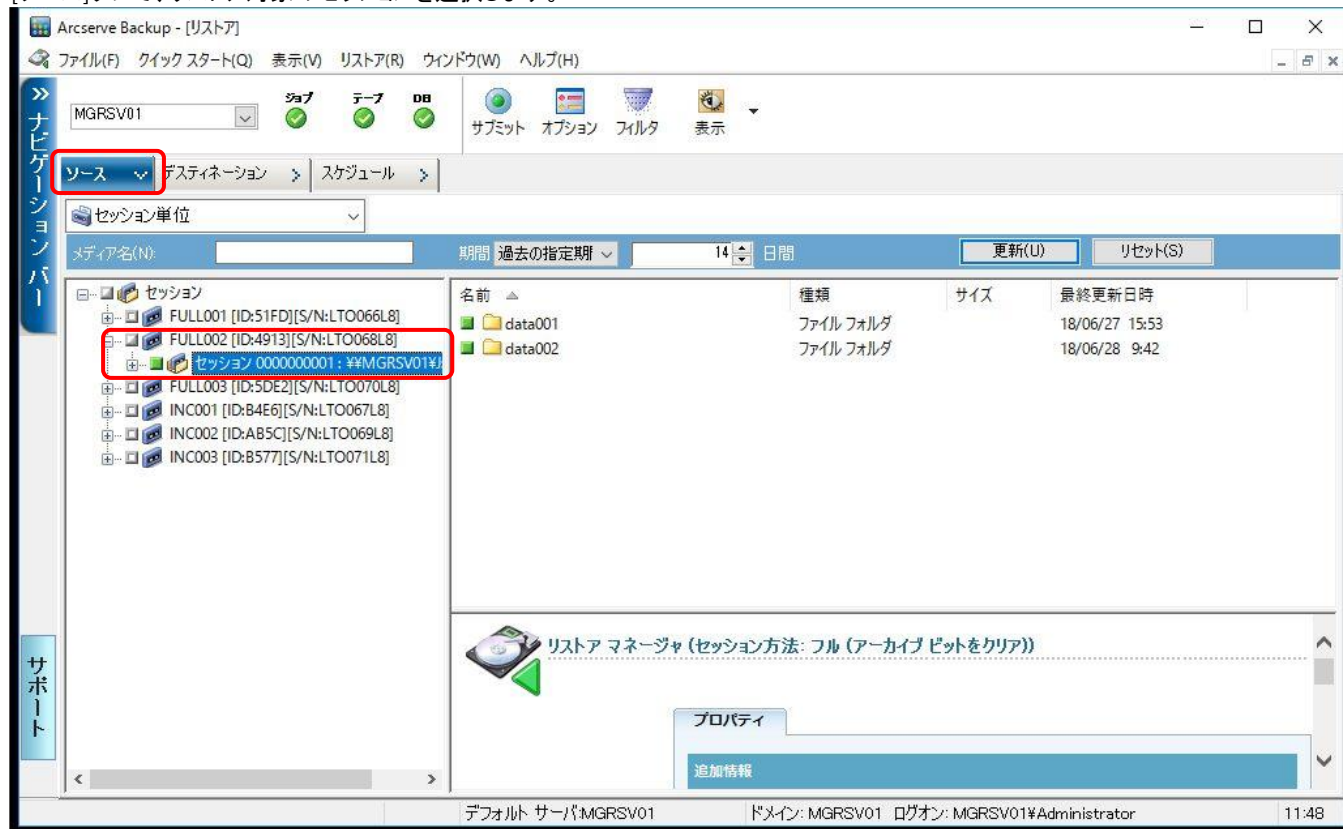 Arcserve Backup - [リストア]
ファイル(F) クイック スタート(Q) 表示(V) リストア(R) ウィンドウ(W) ヘルプ(H)
ジョブ テープ DB
MGRSV01
サブミット オプション フィルタ 表示
ナビゲーション バー
ソース デスティネーション スケジュール
セッション単位
メディア名(N): 期間 過去の指定期 14 日間 更新(U) リセット(S)
セッション
FULL001 [ID:51FD][S/N:LTO066L8]
FULL002 [ID:4913][S/N:LTO068L8]
セッション 0000000001 : ¥¥MGRSV01¥
FULL003 [ID:5DE2][S/N:LTO070L8]
INC001 [ID:B4E6][S/N:LTO067L8]
INC002 [ID:AB5C][S/N:LTO069L8]
INC003 [ID:B577][S/N:LTO071L8]
名前 種類 サイズ 最終更新日時
data001 ファイル フォルダ 18/06/27 15:53
data002 ファイル フォルダ 18/06/28 9:42
リストア マネージャ (セッション方法: フル (アーカイブ ビットをクリア))
プロパティ
追加情報
サポート
デフォルト サーバ:MGRSV01 ドメイン: MGRSV01 ログオン: MGRSV01¥Administrator 11:48